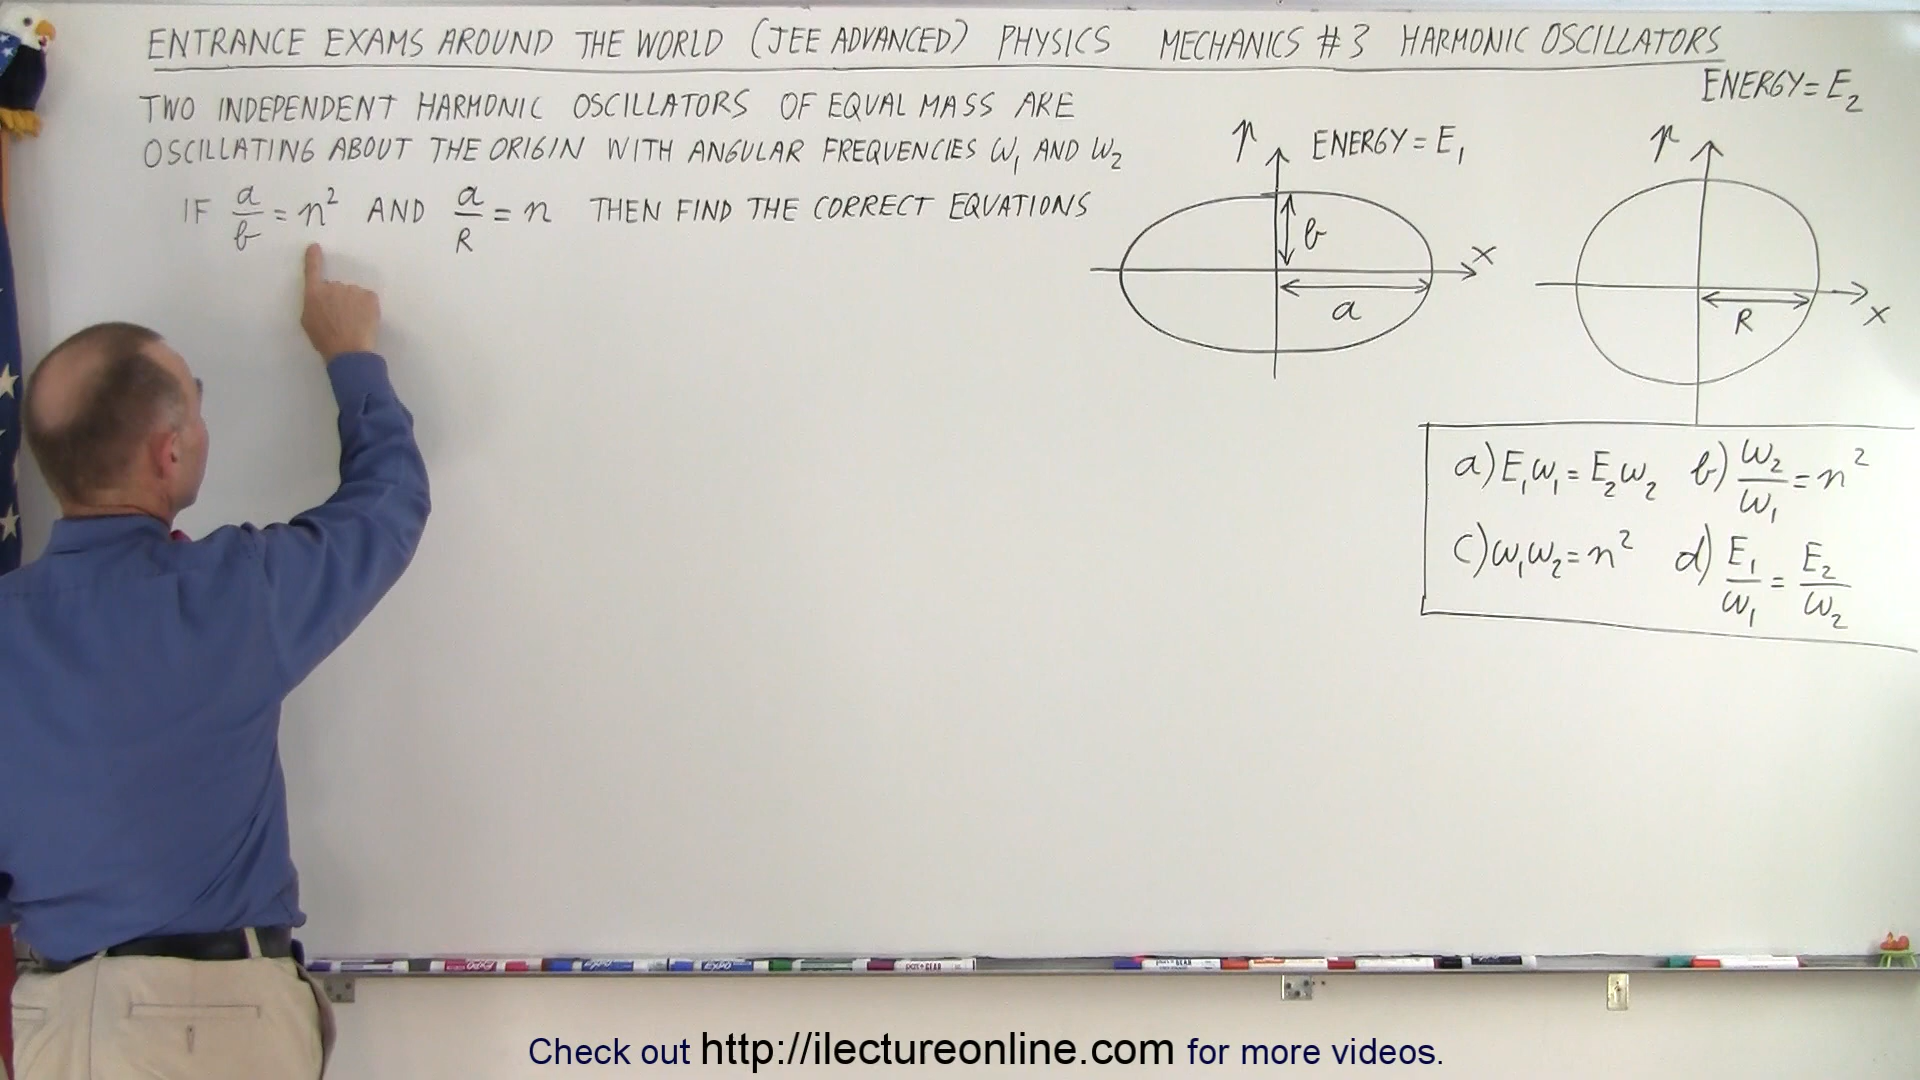 ENTRANCE EXAMS AROUND THE WORLD (JEE ADVANCED) PHYSICS MECHANICS #3 HARMONIC OSCILLATORS
TWO INDEPENDENT HARMONIC OSCILLATORS OF EQUAL MASS ARE
OSCILLATING ABOUT THE ORIGIN WITH ANGULAR FREQUENCIES ω₁ AND ω₂
IF a/b = n² AND a/R = n THEN FIND THE CORRECT EQUATIONS
p ENERGY = E₁
b
x
a
ENERGY = E₂
p
R
x
a) E₁ω₁ = E₂ω₂ b) ω₂/ω₁ = n²
c) ω₁ω₂ = n² d) E₁/ω₁ = E₂/ω₂
Check out http://ilectureonline.com for more videos.